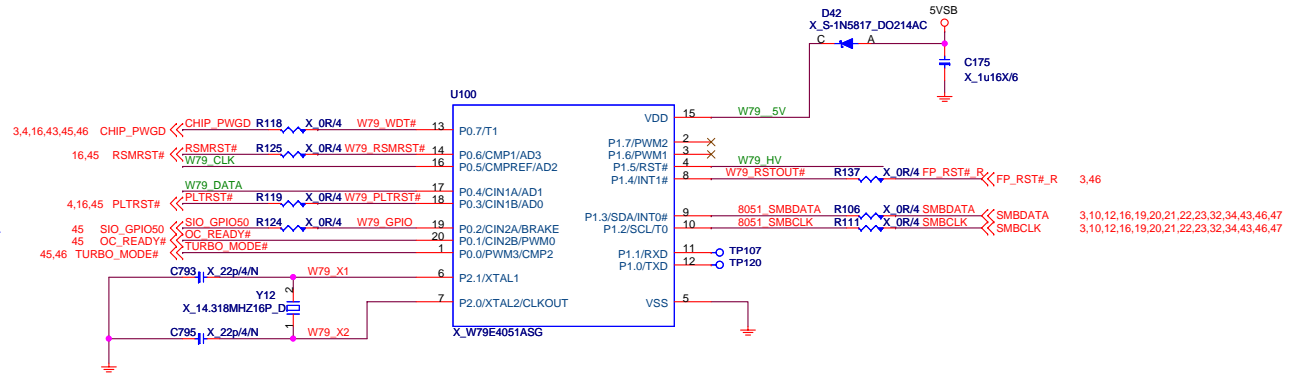 D42
5VSB
X_S-1N5817_DO214AC
C A
C175
X_1u16X/6
U100
VDD 15 W79__5V
3,4,16,43,45,46 CHIP_PWGD CHIP_PWGD R118 X_0R/4 W79_WDT# 13 P0.7/T1
P1.7/PWM2 2
P1.6/PWM1 3
16,45 RSMRST# RSMRST# R125 X_0R/4 W79_RSMRST# 14 P0.6/CMP1/AD3
W79_CLK 16 P0.5/CMPREF/AD2
P1.5/RST# 4 W79_HV
P1.4/INT1# 8 W79_RSTOUT# R137 X_0R/4 FP_RST#_R FP_RST#_R 3,46
W79_DATA 17 P0.4/CIN1A/AD1
4,16,45 PLTRST# PLTRST# R119 X_0R/4 W79_PLTRST# 18 P0.3/CIN1B/AD0
P1.3/SDA/INT0# 9 8051_SMBDATA R106 X_0R/4 SMBDATA SMBDATA 3,10,12,16,19,20,21,22,23,32,34,43,46,47
P1.2/SCL/T0 10 8051_SMBCLK R111 X_0R/4 SMBCLK SMBCLK 3,10,12,16,19,20,21,22,23,32,34,43,46,47
45 SIO_GPIO50 SIO_GPIO50 R124 X_0R/4 W79_GPIO 19 P0.2/CIN2A/BRAKE
45 OC_READY# OC_READY# 20 P0.1/CIN2B/PWM0
45,46 TURBO_MODE# TURBO_MODE# 1 P0.0/PWM3/CMP2
P1.1/RXD 11 TP107
P1.0/TXD 12 TP120
C793 X_22p/4/N W79_X1 6 P2.1/XTAL1
Y12 2
X_14.318MHZ16P_D
1
7 P2.0/XTAL2/CLKOUT
VSS 5
C795 X_22p/4/N W79_X2
X_W79E4051ASG